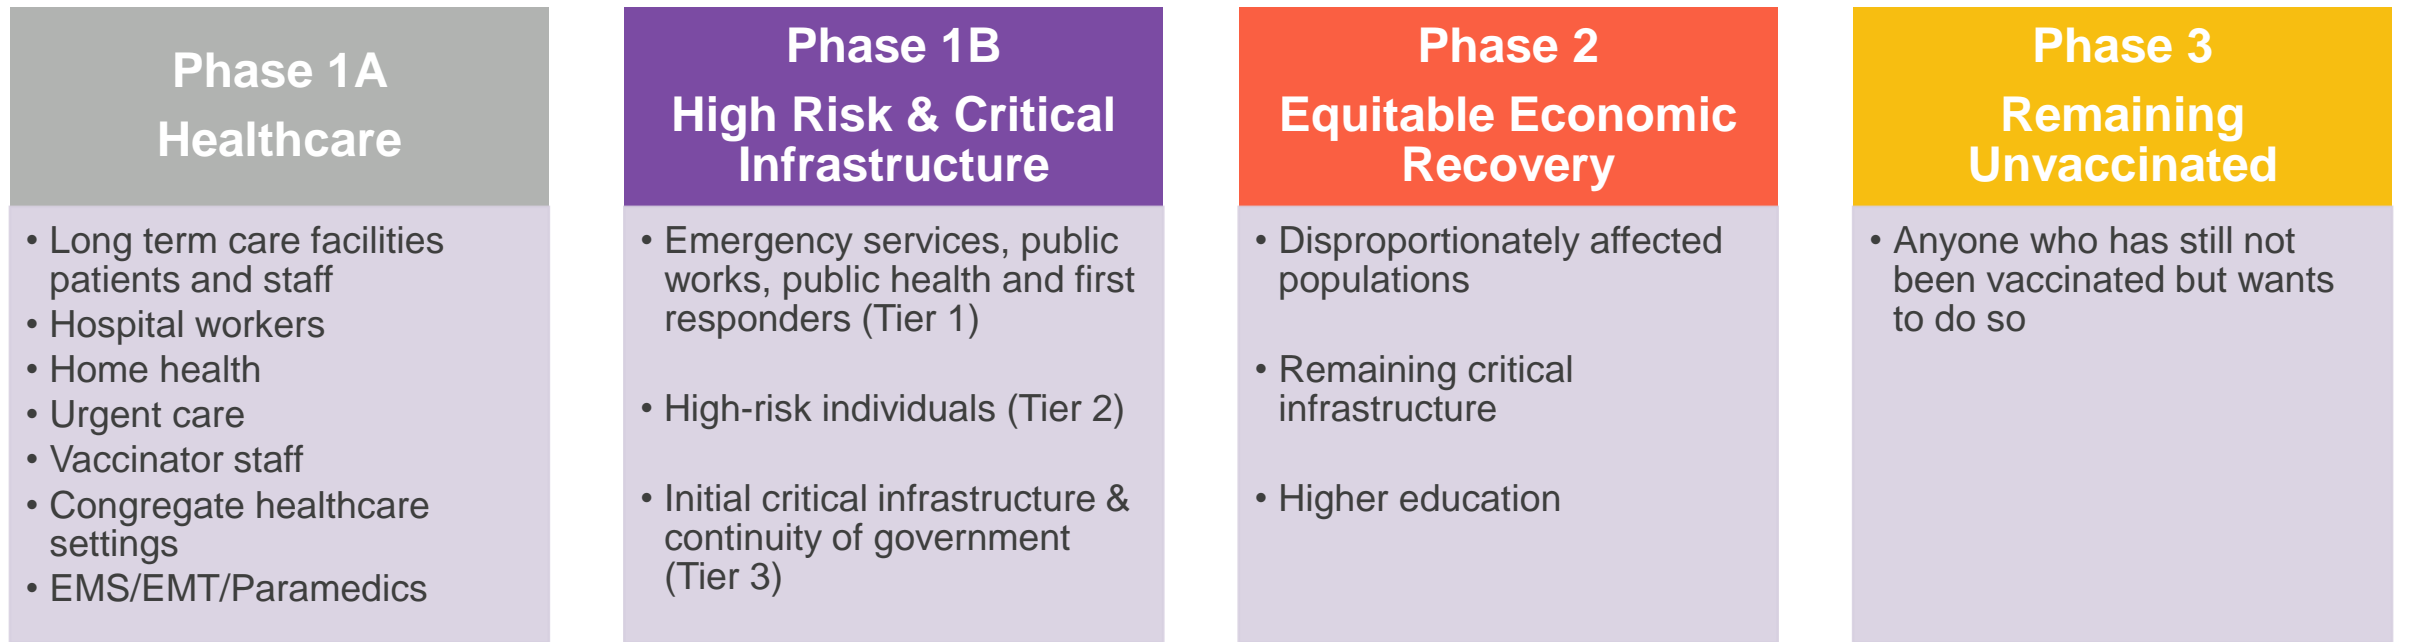 Phase 1A
Healthcare
• Long term care facilities
patients and staff
• Hospital workers
• Home health
• Urgent care
• Vaccinator staff
• Congregate healthcare
settings
• EMS/EMT/Paramedics
Phase 1B
High Risk & Critical
Infrastructure
• Emergency services, public
works, public health and first
responders (Tier 1)
• High-risk individuals (Tier 2)
• Initial critical infrastructure &
continuity of government
(Tier 3)
Phase 2
Equitable Economic
Recovery
• Disproportionately affected
populations
• Remaining critical
infrastructure
• Higher education
Phase 3
Remaining
Unvaccinated
• Anyone who has still not
been vaccinated but wants
to do so